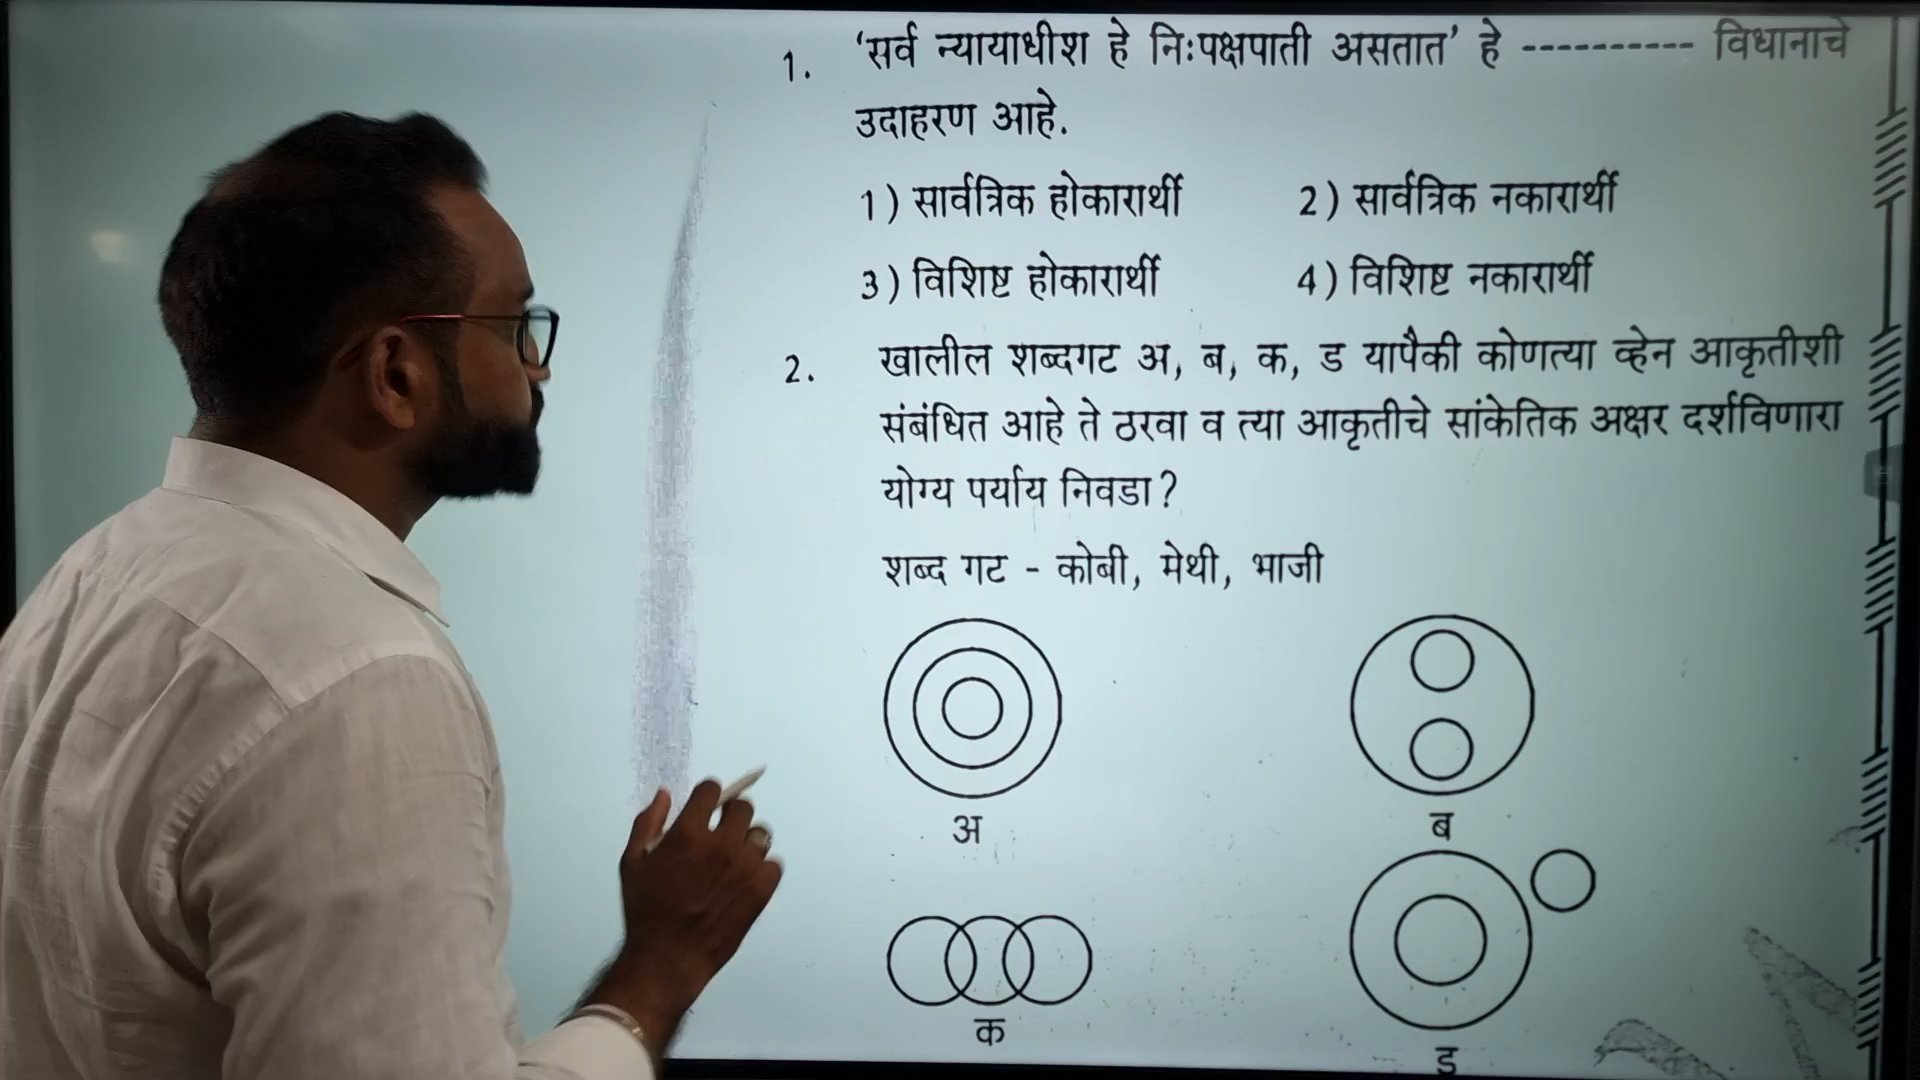 1. ‘सर्व न्यायाधीश हे निःपक्षपाती असतात’ हे ---------- विधानाचे
उदाहरण आहे.
1) सार्वत्रिक होकारार्थी 2) सार्वत्रिक नकारार्थी
3) विशिष्ट होकारार्थी 4) विशिष्ट नकारार्थी
2. खालील शब्दगट अ, ब, क, ड यापैकी कोणत्या व्हेन आकृतीशी
संबंधित आहे ते ठरवा व त्या आकृतीचे सांकेतिक अक्षर दर्शविणारा
योग्य पर्याय निवडा?
शब्द गट - कोबी, मेथी, भाजी
अ ब
क ड